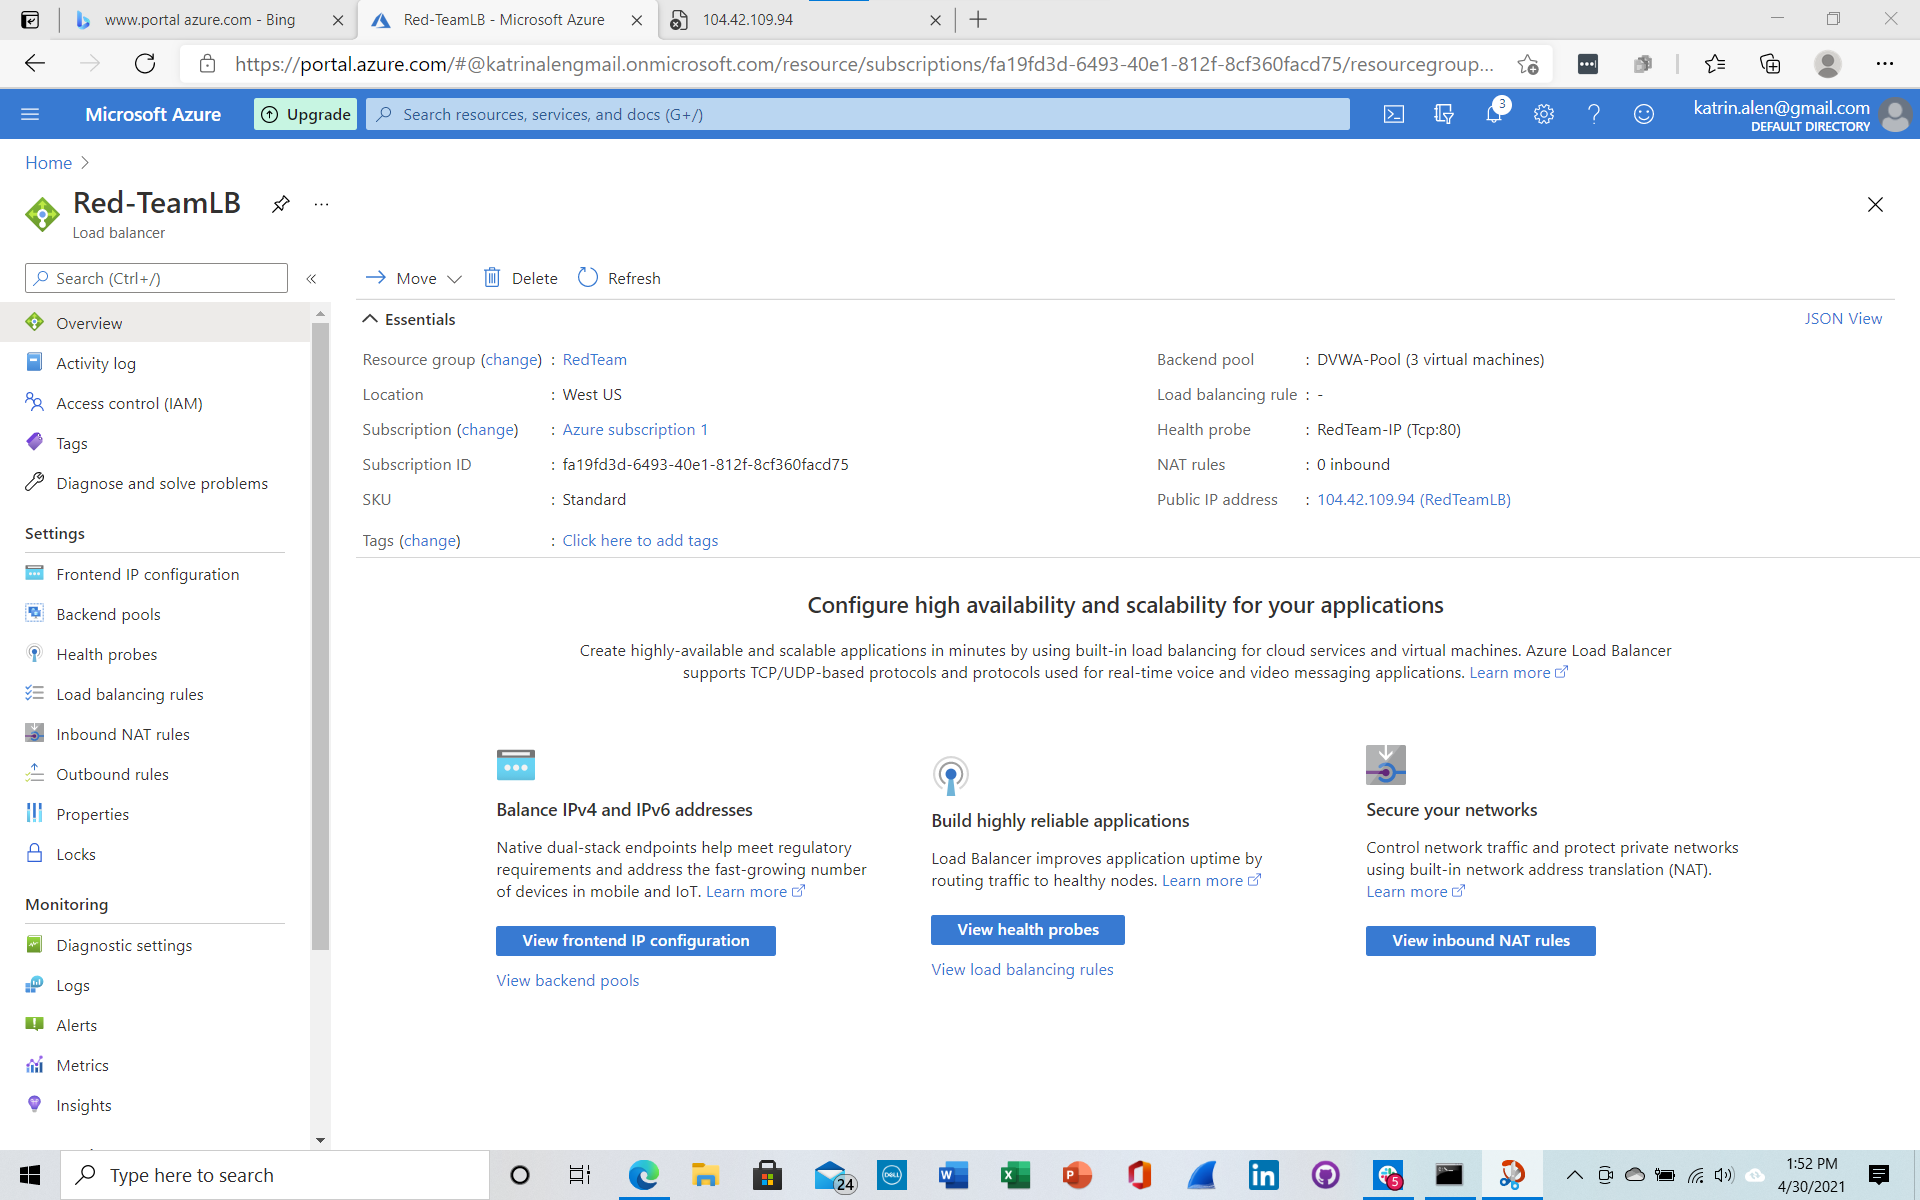 www.portal azure.com - Bing
Red-TeamLB - Microsoft Azure
104.42.109.94
https://portal.azure.com/#@katrinalengmail.onmicrosoft.com/resource/subscriptions/fa19fd3d-6493-40e1-812f-8cf360facd75/resourcegroup...
Microsoft Azure
Upgrade
Search resources, services, and docs (G+/)
3
katrin.alen@gmail.com
DEFAULT DIRECTORY
Home
Red-TeamLB
Load balancer
Search (Ctrl+/)
Overview
Activity log
Access control (IAM)
Tags
Diagnose and solve problems
Settings
Frontend IP configuration
Backend pools
Health probes
Load balancing rules
Inbound NAT rules
Outbound rules
Properties
Locks
Monitoring
Diagnostic settings
Logs
Alerts
Metrics
Insights
Move
Delete
Refresh
Essentials
JSON View
Resource group (change) : RedTeam
Location : West US
Subscription (change) : Azure subscription 1
Subscription ID : fa19fd3d-6493-40e1-812f-8cf360facd75
SKU : Standard
Tags (change) : Click here to add tags
Backend pool : DVWA-Pool (3 virtual machines)
Load balancing rule : -
Health probe : RedTeam-IP (Tcp:80)
NAT rules : 0 inbound
Public IP address : 104.42.109.94 (RedTeamLB)
Configure high availability and scalability for your applications
Create highly-available and scalable applications in minutes by using built-in load balancing for cloud services and virtual machines. Azure Load Balancer
supports TCP/UDP-based protocols and protocols used for real-time voice and video messaging applications. Learn more
Balance IPv4 and IPv6 addresses
Native dual-stack endpoints help meet regulatory
requirements and address the fast-growing number
of devices in mobile and IoT. Learn more
View frontend IP configuration
View backend pools
Build highly reliable applications
Load Balancer improves application uptime by
routing traffic to healthy nodes. Learn more
View health probes
View load balancing rules
Secure your networks
Control network traffic and protect private networks
using built-in network address translation (NAT).
Learn more
View inbound NAT rules
Type here to search
24
DELL
5
1:52 PM
4/30/2021